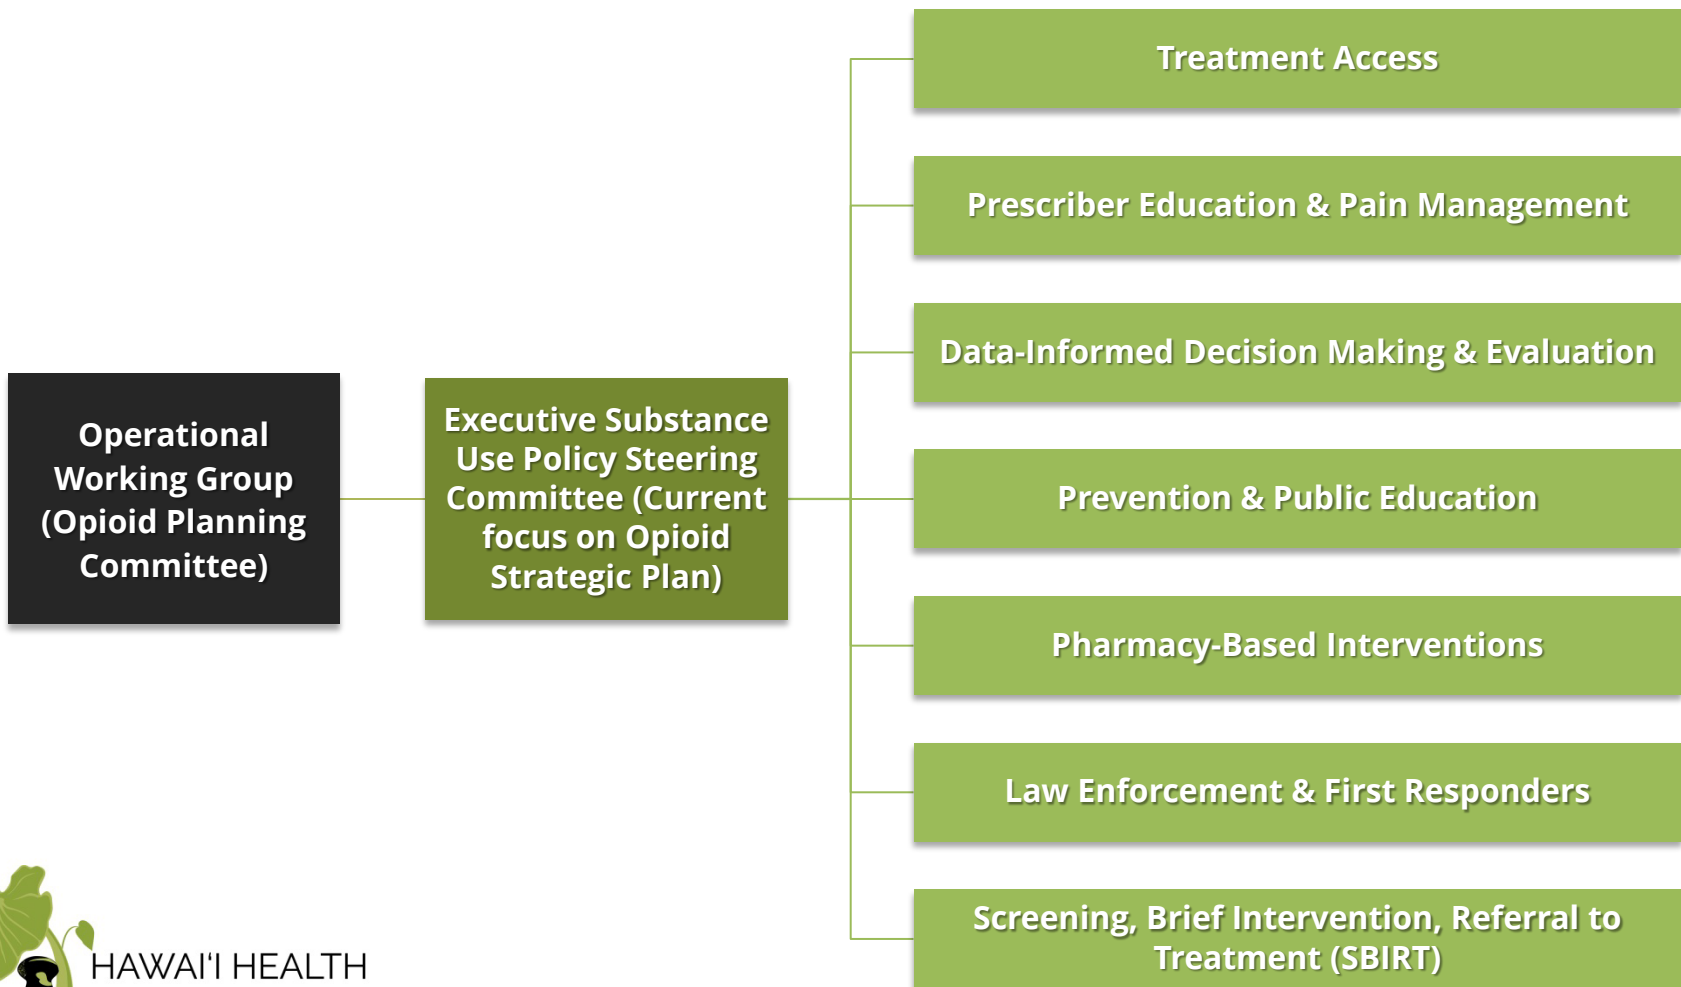 Operational
Working Group
(Opioid Planning
Committee)
Executive Substance
Use Policy Steering
Committee (Current
focus on Opioid
Strategic Plan)
Treatment Access
Prescriber Education & Pain Management
Data-Informed Decision Making & Evaluation
Prevention & Public Education
Pharmacy-Based Interventions
Law Enforcement & First Responders
Screening, Brief Intervention, Referral to
Treatment (SBIRT)
HAWAIʻI HEALTH